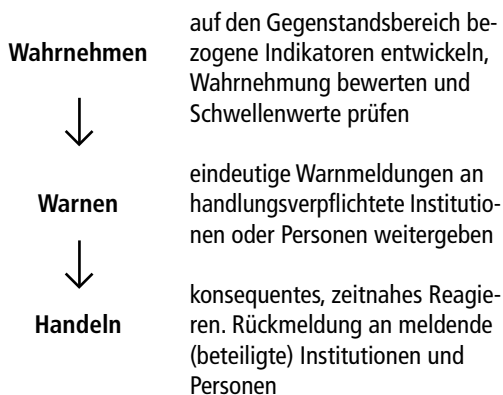 Wahrnehmen
auf den Gegenstandsbereich be-
zogene Indikatoren entwickeln,
Wahrnehmung bewerten und
Schwellenwerte prüfen
Warnen
eindeutige Warnmeldungen an
handlungsverpflichtete Institutio-
nen oder Personen weitergeben
Handeln
konsequentes, zeitnahes Reagie-
ren. Rückmeldung an meldende
(beteiligte) Institutionen und
Personen